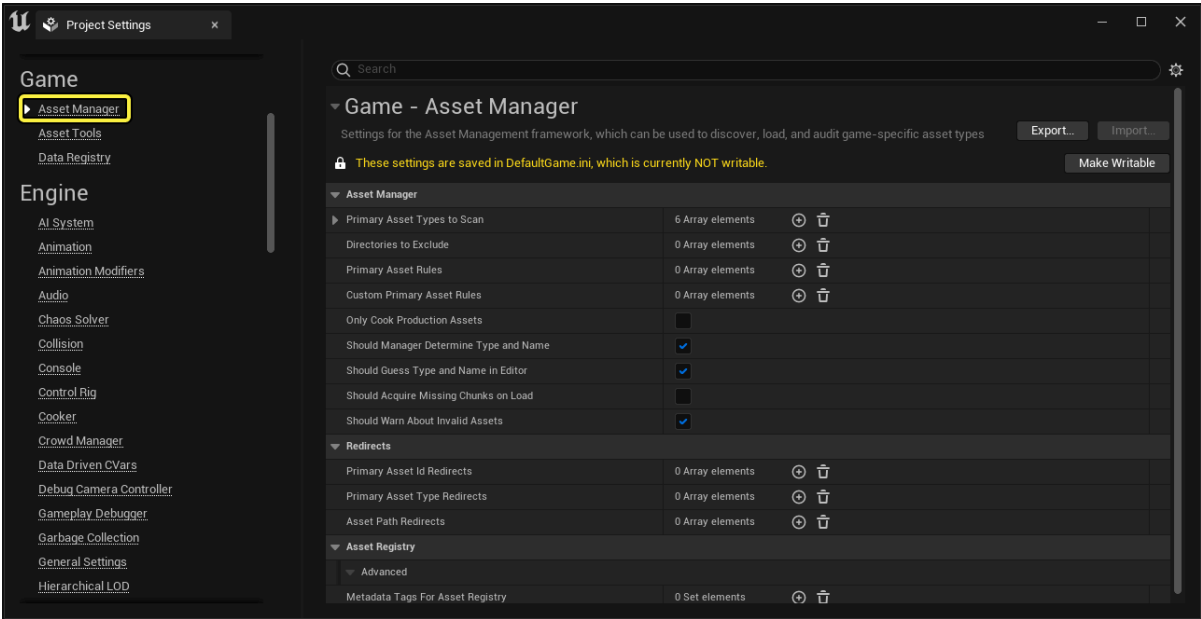 Project Settings
Game
Asset Manager
Asset Tools
Data Registry
Engine
AI System
Animation
Animation Modifiers
Audio
Chaos Solver
Collision
Console
Control Rig
Cooker
Crowd Manager
Data Driven CVars
Debug Camera Controller
Gameplay Debugger
Garbage Collection
General Settings
Hierarchical LOD
Search
Game - Asset Manager
Settings for the Asset Management framework, which can be used to discover, load, and audit game-specific asset types
Export... Import...
These settings are saved in DefaultGame.ini, which is currently NOT writable.
Make Writable
Asset Manager
Primary Asset Types to Scan 6 Array elements
Directories to Exclude 0 Array elements
Primary Asset Rules 0 Array elements
Custom Primary Asset Rules 0 Array elements
Only Cook Production Assets
Should Manager Determine Type and Name
Should Guess Type and Name in Editor
Should Acquire Missing Chunks on Load
Should Warn About Invalid Assets
Redirects
Primary Asset Id Redirects 0 Array elements
Primary Asset Type Redirects 0 Array elements
Asset Path Redirects 0 Array elements
Asset Registry
Advanced
Metadata Tags For Asset Registry 0 Set elements